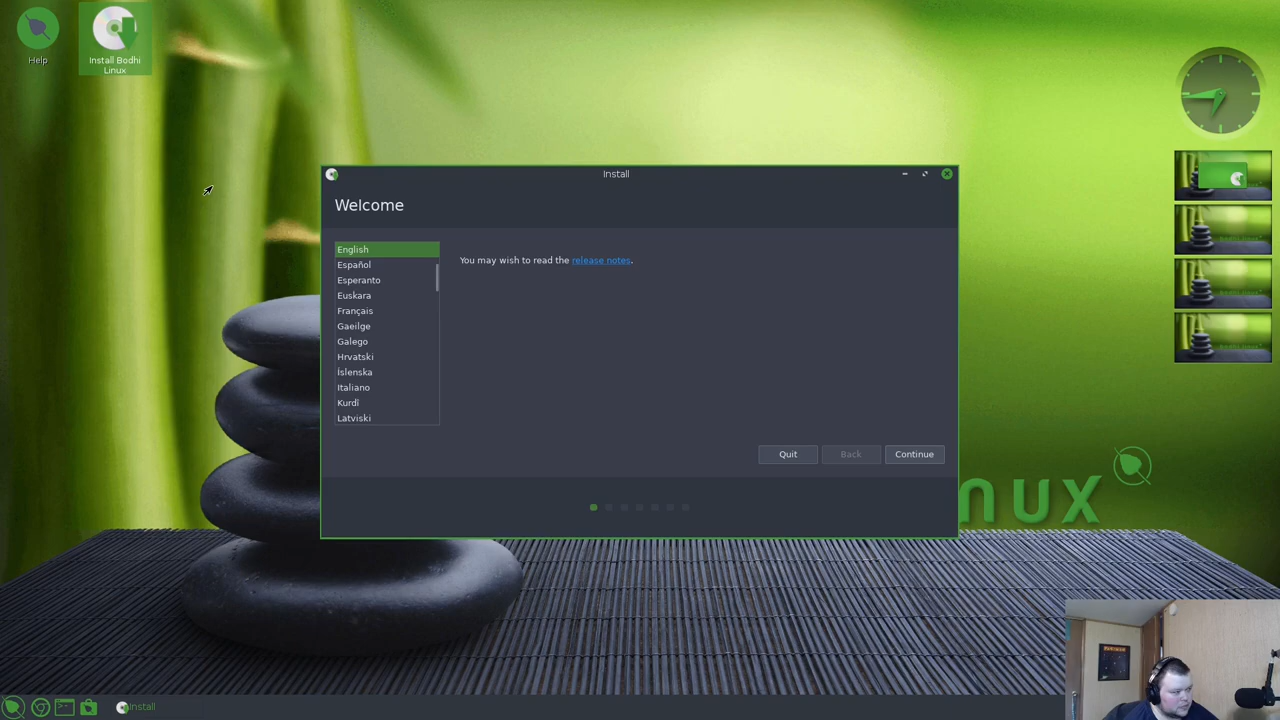 Help
Install Bodhi
Linux
Install
Welcome
English
Español
Esperanto
Euskara
Français
Gaeilge
Galego
Hrvatski
Íslenska
Italiano
Kurdî
Latviski
You may wish to read the release notes.
Quit
Back
Continue
nux
Install